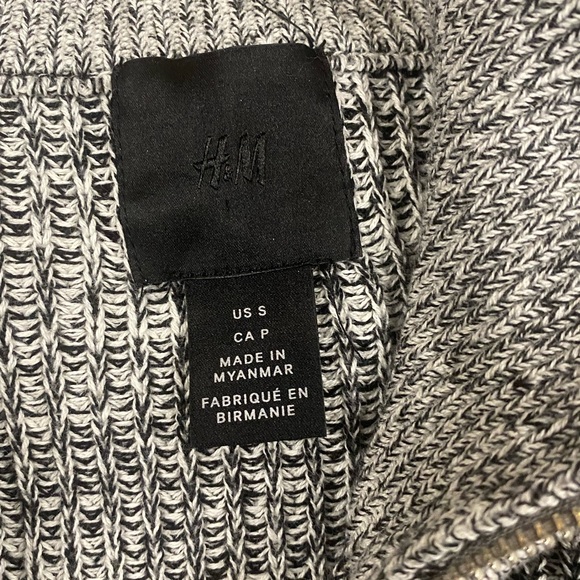 H&M
US S
CA P
MADE IN
MYANMAR
FABRIQUÉ EN
BIRMANIE